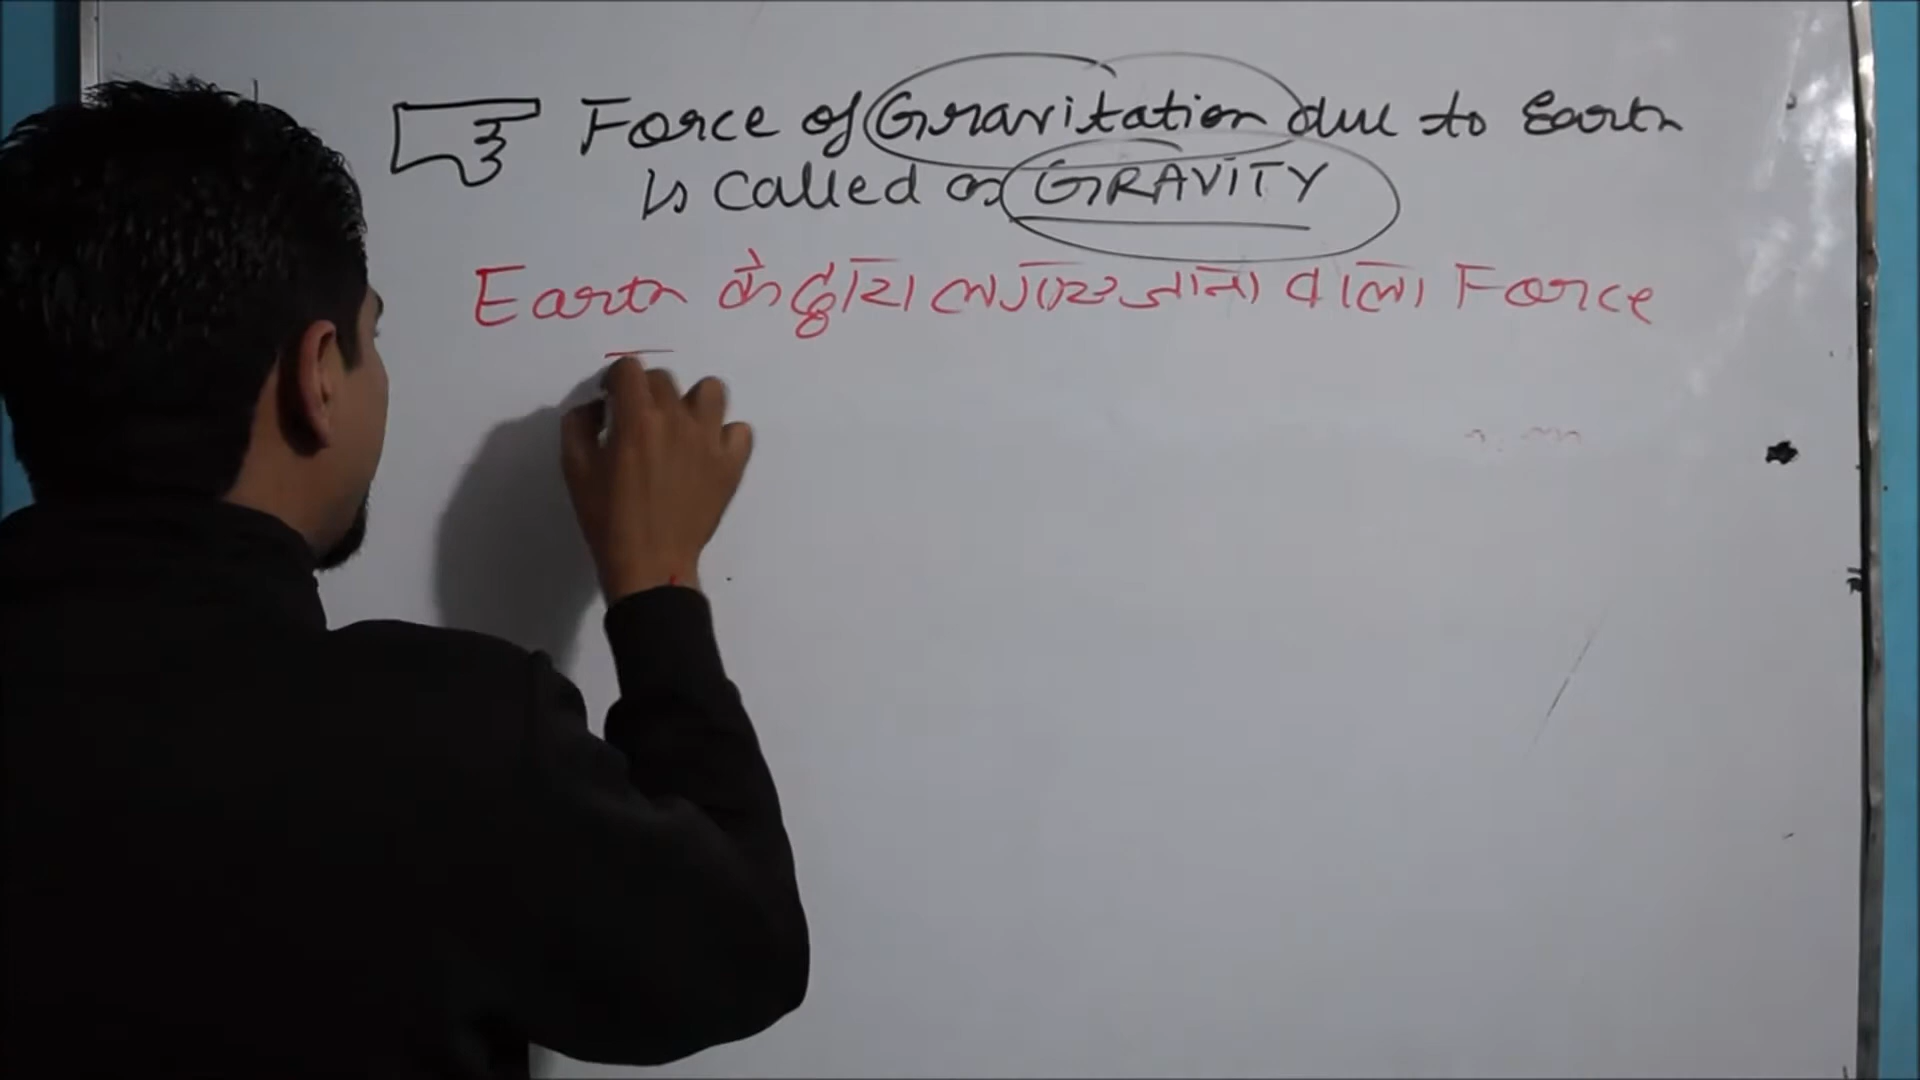 Force of Gravitation due to Earth
is called as GRAVITY
Earth के द्वारा लगाया जाने वाला Force